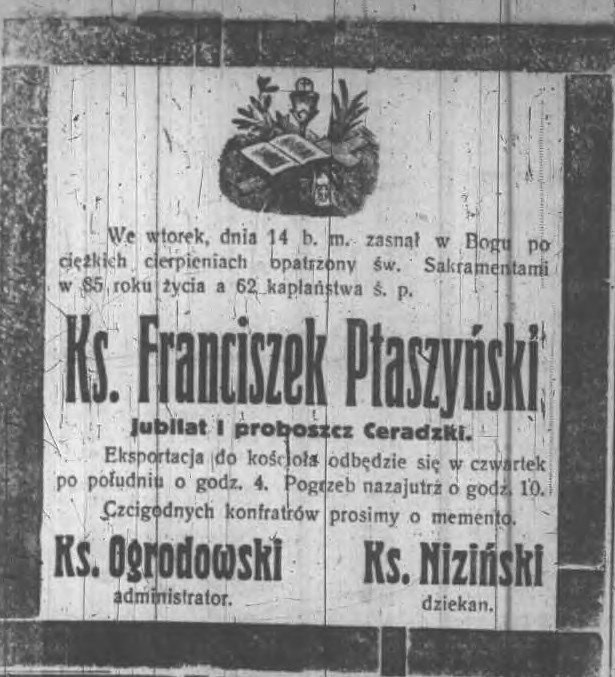 We wtorek, dnia 14 b. m. zasnął w Bogu po
ciężkich cierpieniach opatrzony św. Sakramentami
w 85 roku życia a 62 kapłaństwa ś. p.
Ks. Franciszek Ptaszyński
jubilat i proboszcz Ceradzki.
Eksportacja do kościoła odbędzie się w czwartek
po południu o godz. 4. Pogrzeb nazajutrz o godz. 10.
Czcigodnych konfratrów prosimy o memento.
Ks. Ogrodowski Ks. Niziński
administrator. dziekan.